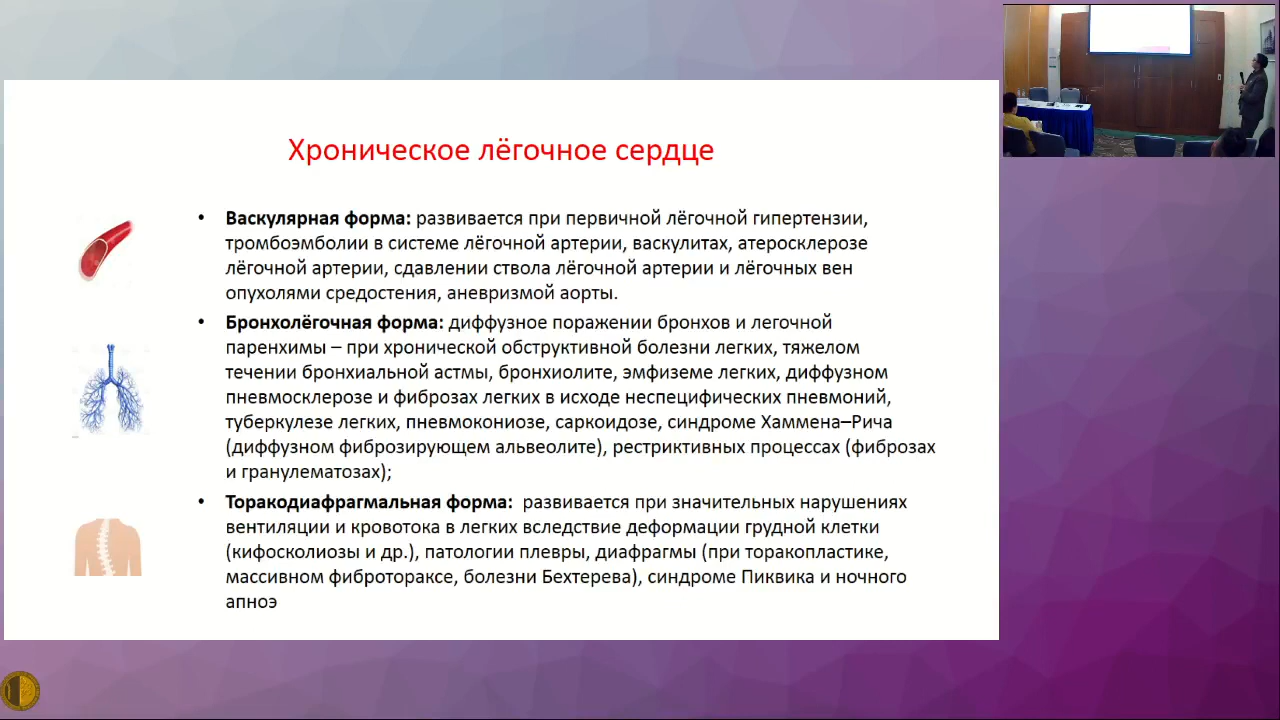 Хроническое лёгочное сердце
• Васкулярная форма: развивается при первичной лёгочной гипертензии,
тромбоэмболии в системе лёгочной артерии, васкулитах, атеросклерозе
лёгочной артерии, сдавлении ствола лёгочной артерии и лёгочных вен
опухолями средостения, аневризмой аорты.
• Бронхолёгочная форма: диффузное поражении бронхов и легочной
паренхимы – при хронической обструктивной болезни легких, тяжелом
течении бронхиальной астмы, бронхиолите, эмфиземе легких, диффузном
пневмосклерозе и фиброзах легких в исходе неспецифических пневмоний,
туберкулезе легких, пневмокониозе, саркоидозе, синдроме Хаммена–Рича
(диффузном фиброзирующем альвеолите), рестриктивных процессах (фиброзах
и гранулематозах);
• Торакодиафрагмальная форма: развивается при значительных нарушениях
вентиляции и кровотока в легких вследствие деформации грудной клетки
(кифосколиозы и др.), патологии плевры, диафрагмы (при торакопластике,
массивном фибротораксе, болезни Бехтерева), синдроме Пиквика и ночного
апноэ